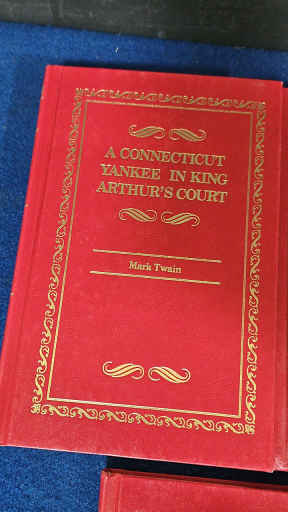 A CONNECTICUT
YANKEE IN KING
ARTHUR'S COURT
Mark Twain